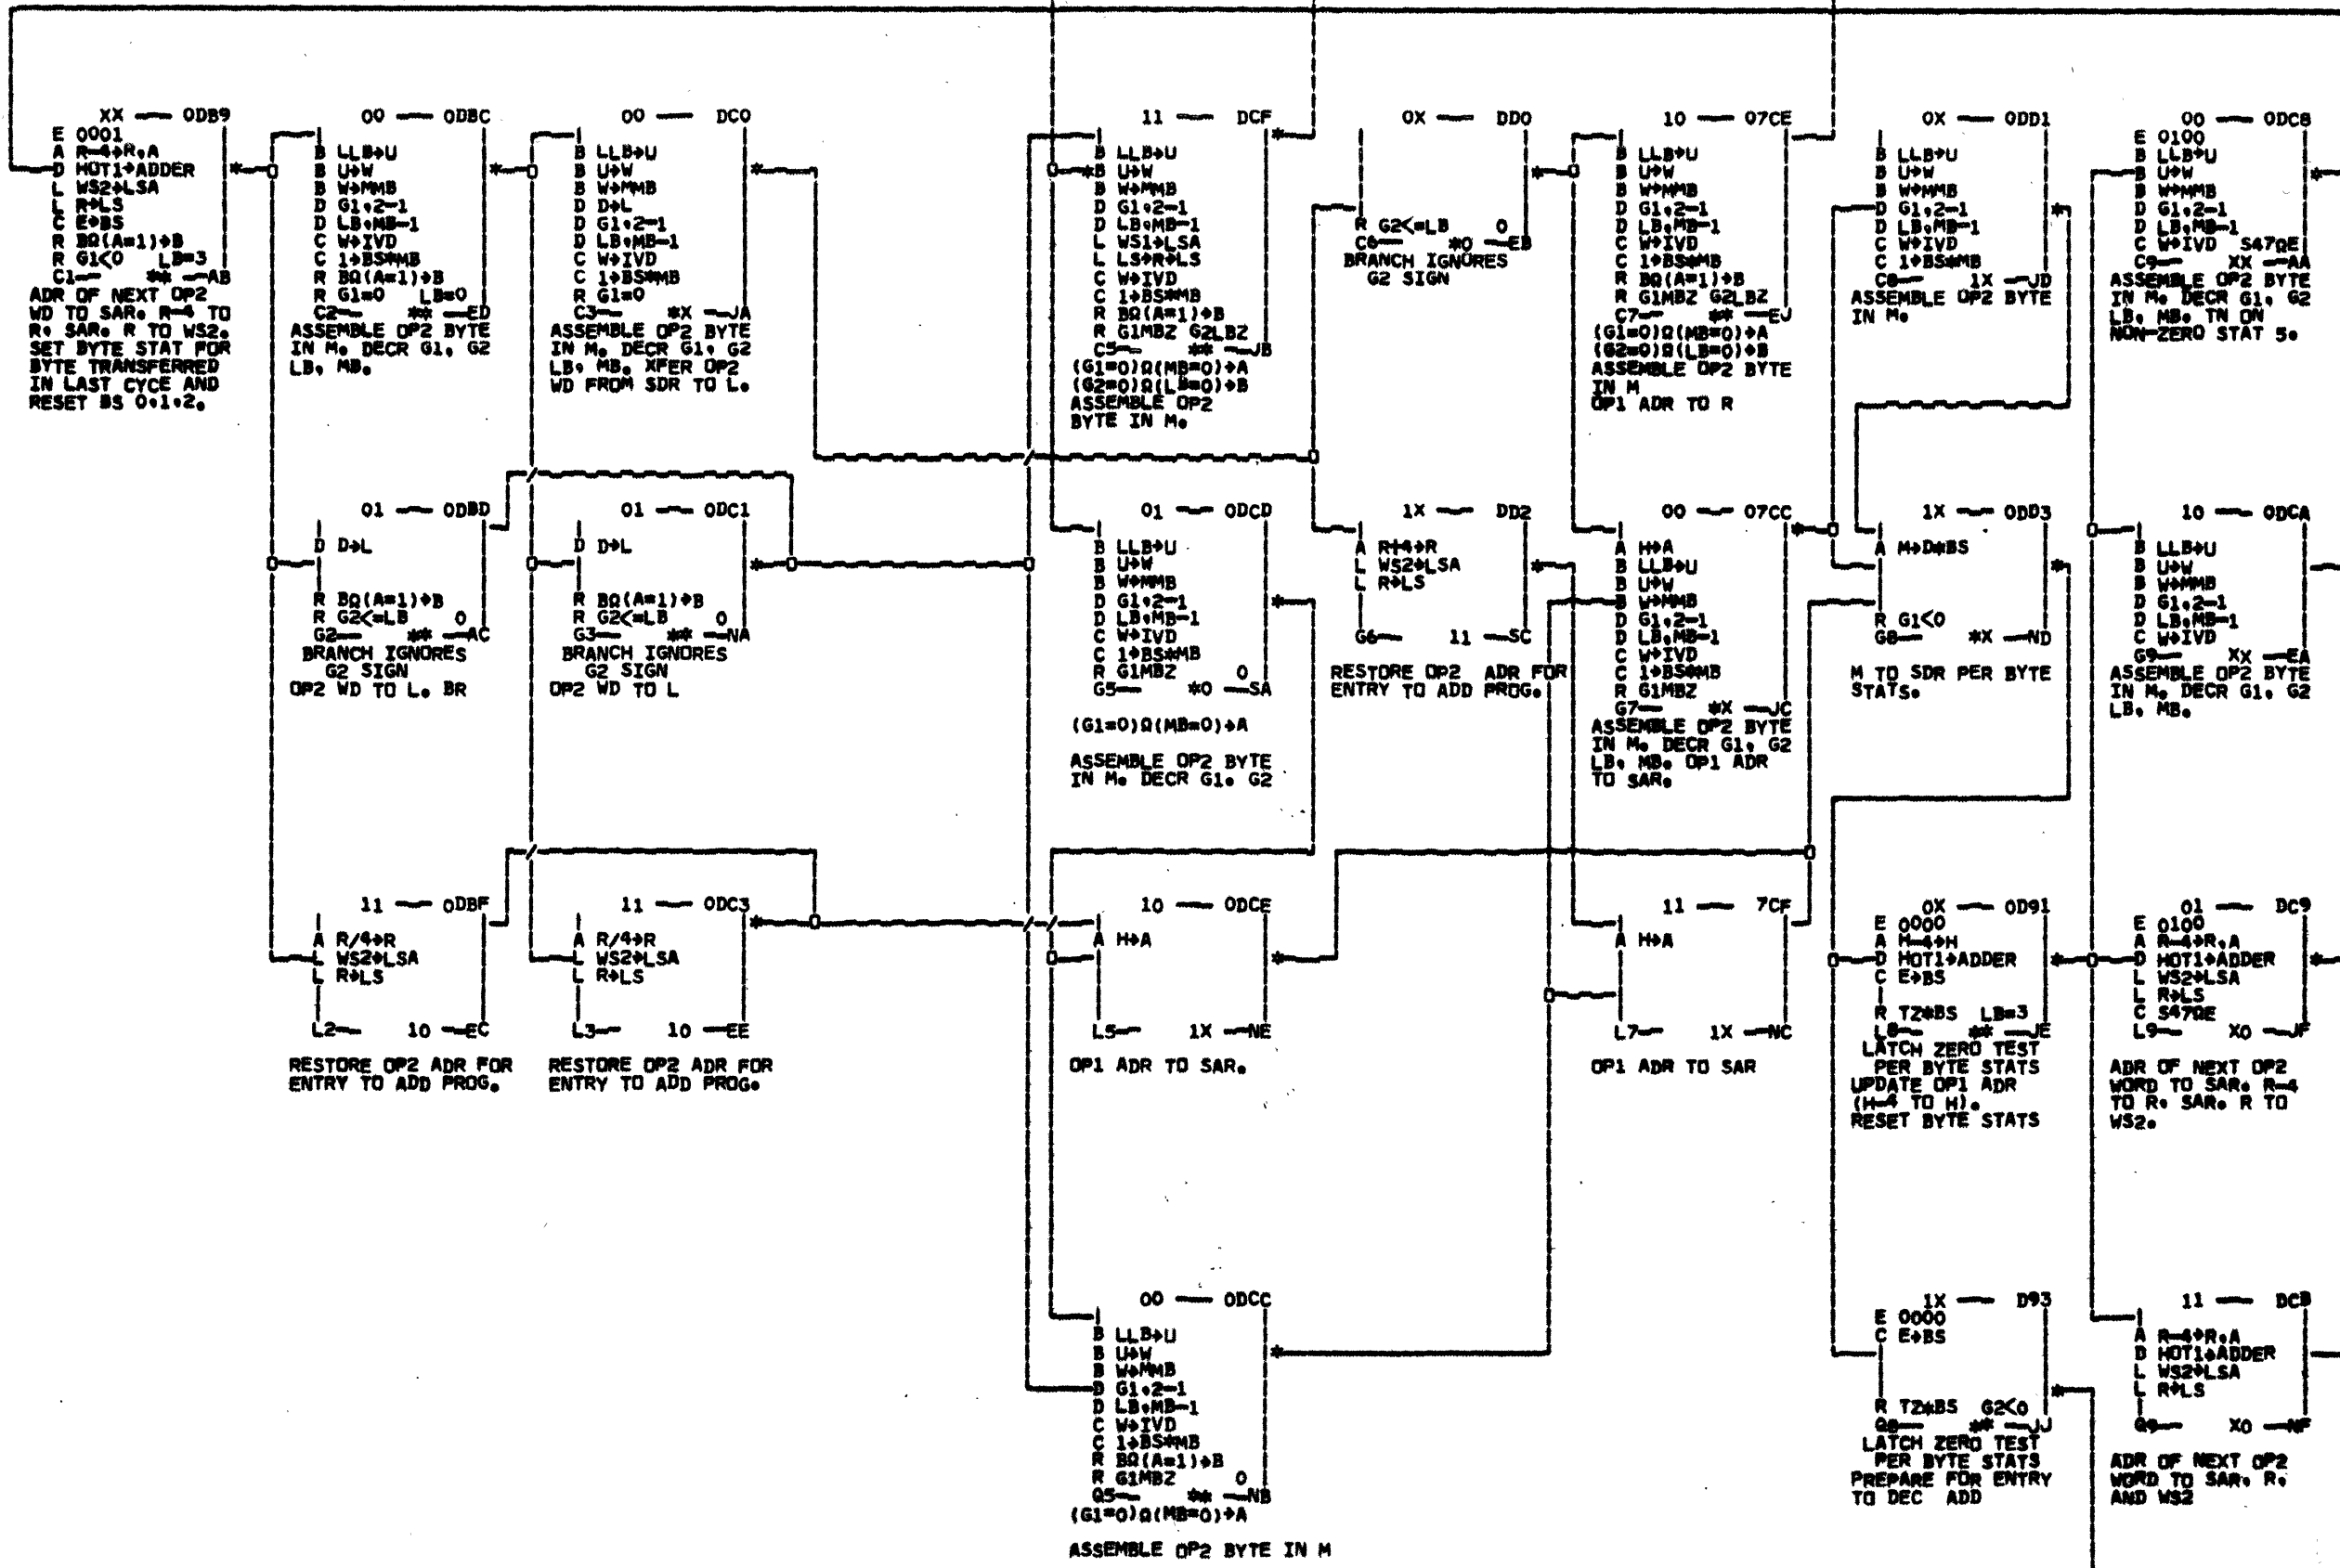 XX — 0DB9
E 0001
A R-4→R,A
D HOT1→ADDER
L WS2→LSA
L R→LS
C E→BS
R BΩ(A=1)→B
R G1<0 LB=3
C1— ** —AB
ADR OF NEXT OP2
WD TO SAR. R-4 TO
R. SAR. R TO WS2.
SET BYTE STAT FOR
BYTE TRANSFERRED
IN LAST CYCE AND
RESET BS 0,1,2.
00 — 0DBC
B LLB→U
B U→W
B W→MMB
D G1,2-1
D LB,MB-1
C W→IVD
C 1→BS*MB
R BΩ(A=1)→B
R G1=0 LB=0
C2— ** —ED
ASSEMBLE OP2 BYTE
IN M. DECR G1, G2
LB, MB.
00 — DC0
B LLB→U
B U→W
B W→MMB
D D→L
D G1,2-1
D LB,MB-1
C W→IVD
C 1→BS*MB
R G1=0
C3— *X —JA
ASSEMBLE OP2 BYTE
IN M. DECR G1, G2
LB, MB. XFER OP2
WD FROM SDR TO L.
11 — DCF
B LLB→U
*B U→W
B W→MMB
D G1,2-1
D LB,MB-1
L WS1→LSA
L LS→R→LS
C W→IVD
C 1→BS*MB
R BΩ(A=1)→B
R G1MBZ G2LBZ
C5— ** —JB
(G1=0)Ω(MB=0)→A
(G2=0)Ω(LB=0)→B
ASSEMBLE OP2
BYTE IN M.
0X — DD0
R G2<=LB 0
C6— *0 —EB
BRANCH IGNORES
G2 SIGN
10 — 07CE
B LLB→U
B U→W
B W→MMB
D G1,2-1
D LB,MB-1
C W→IVD
C 1→BS*MB
R BΩ(A=1)→B
R G1MBZ G2LBZ
C7— ** —EJ
(G1=0)Ω(MB=0)→A
(G2=0)Ω(LB=0)→B
ASSEMBLE OP2 BYTE
IN M
OP1 ADR TO R
0X — 0DD1
B LLB→U
B U→W
B W→MMB
D G1,2-1
D LB,MB-1
C W→IVD
C 1→BS*MB
C8— 1X —JD
ASSEMBLE OP2 BYTE
IN M.
00 — 0DC8
E 0100
B LLB→U
B U→W
B W→MMB
D G1,2-1
D LB,MB-1
C W→IVD S47ΩE
C9— XX —AA
ASSEMBLE OP2 BYTE
IN M. DECR G1, G2
LB, MB. TN ON
NON-ZERO STAT 5.
01 — 0DBD
D D→L
R BΩ(A=1)→B
R G2<=LB 0
G2— ** —AC
BRANCH IGNORES
G2 SIGN
OP2 WD TO L. BR
01 — 0DC1
D D→L
R BΩ(A=1)→B
R G2<=LB 0
G3— ** —NA
BRANCH IGNORES
G2 SIGN
OP2 WD TO L
01 — 0DCD
B LLB→U
B U→W
B W→MMB
D G1,2-1
D LB,MB-1
C W→IVD
C 1→BS*MB
R G1MBZ 0
G5— *0 —SA
(G1=0)Ω(MB=0)→A
ASSEMBLE OP2 BYTE
IN M. DECR G1. G2
1X — DD2
A R+4→R
L WS2→LSA
L R→LS
G6— 11 —SC
RESTORE OP2 ADR FOR
ENTRY TO ADD PROG.
00 — 07CC
A H→A
B LLB→U
B U→W
B W→MMB
D G1,2-1
D LB,MB-1
C W→IVD
C 1→BS*MB
R G1MBZ
G7— *X —JC
ASSEMBLE OP2 BYTE
IN M. DECR G1, G2
LB, MB. OP1 ADR
TO SAR.
1X — 0DD3
A M→D*BS
R G1<0
G8— *X —ND
M TO SDR PER BYTE
STATS.
10 — 0DCA
B LLB→U
B U→W
B W→MMB
D G1,2-1
D LB,MB-1
C W→IVD
G9— XX —EA
ASSEMBLE OP2 BYTE
IN M. DECR G1, G2
LB, MB.
11 — 0DBF
A R/4→R
L WS2→LSA
L R→LS
L2— 10 —EC
RESTORE OP2 ADR FOR
ENTRY TO ADD PROG.
11 — 0DC3
A R/4→R
L WS2→LSA
L R→LS
L3— 10 —EE
RESTORE OP2 ADR FOR
ENTRY TO ADD PROG.
10 — 0DCE
A H→A
L5— 1X —NE
OP1 ADR TO SAR.
11 — 7CF
A H→A
L7— 1X —NC
OP1 ADR TO SAR
0X — 0D91
E 0000
A H-4→H
D HOT1→ADDER
C E→BS
R TZ*BS LB=3
L8— ** —JE
LATCH ZERO TEST
PER BYTE STATS
UPDATE OP1 ADR
(H-4 TO H).
RESET BYTE STATS
01 — DC9
E 0100
A R-4→R,A
D HOT1→ADDER
L WS2→LSA
L R→LS
C S47ΩE
L9— X0 —JF
ADR OF NEXT OP2
WORD TO SAR. R-4
TO R. SAR. R TO
WS2.
00 — 0DCC
B LLB→U
B U→W
B W→MMB
D G1,2-1
D LB,MB-1
C W→IVD
C 1→BS*MB
R BΩ(A=1)→B
R G1MBZ 0
Q5— ** —NB
(G1=0)Ω(MB=0)→A
ASSEMBLE OP2 BYTE IN M
1X — D93
E 0000
C E→BS
R TZ*BS G2<0
Q8— ** —JJ
LATCH ZERO TEST
PER BYTE STATS
PREPARE FOR ENTRY
TO DEC ADD
11 — DCB
A R-4→R,A
D HOT1→ADDER
L WS2→LSA
L R→LS
Q9— X0 —NF
ADR OF NEXT OP2
WORD TO SAR. R.
AND WS2